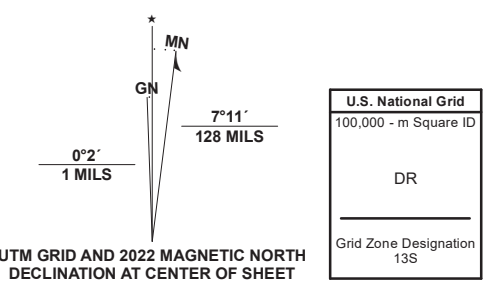 ★
MN
GN
7°11´
128 MILS
0°2´
1 MILS
UTM GRID AND 2022 MAGNETIC NORTH
DECLINATION AT CENTER OF SHEET
U.S. National Grid
100,000 - m Square ID
DR
Grid Zone Designation
13S